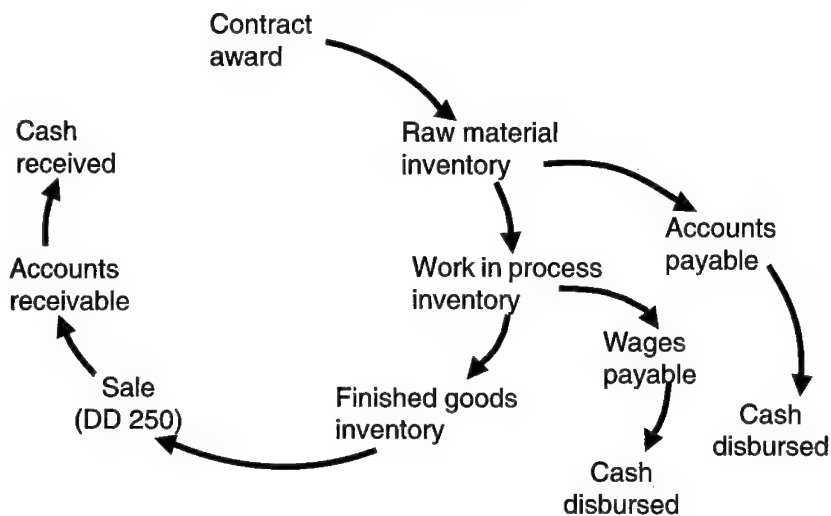 Contract
award
Raw material
inventory
Accounts
payable
Cash
disbursed
Work in process
inventory
Wages
payable
Cash
disbursed
Finished goods
inventory
Sale
(DD 250)
Accounts
receivable
Cash
received